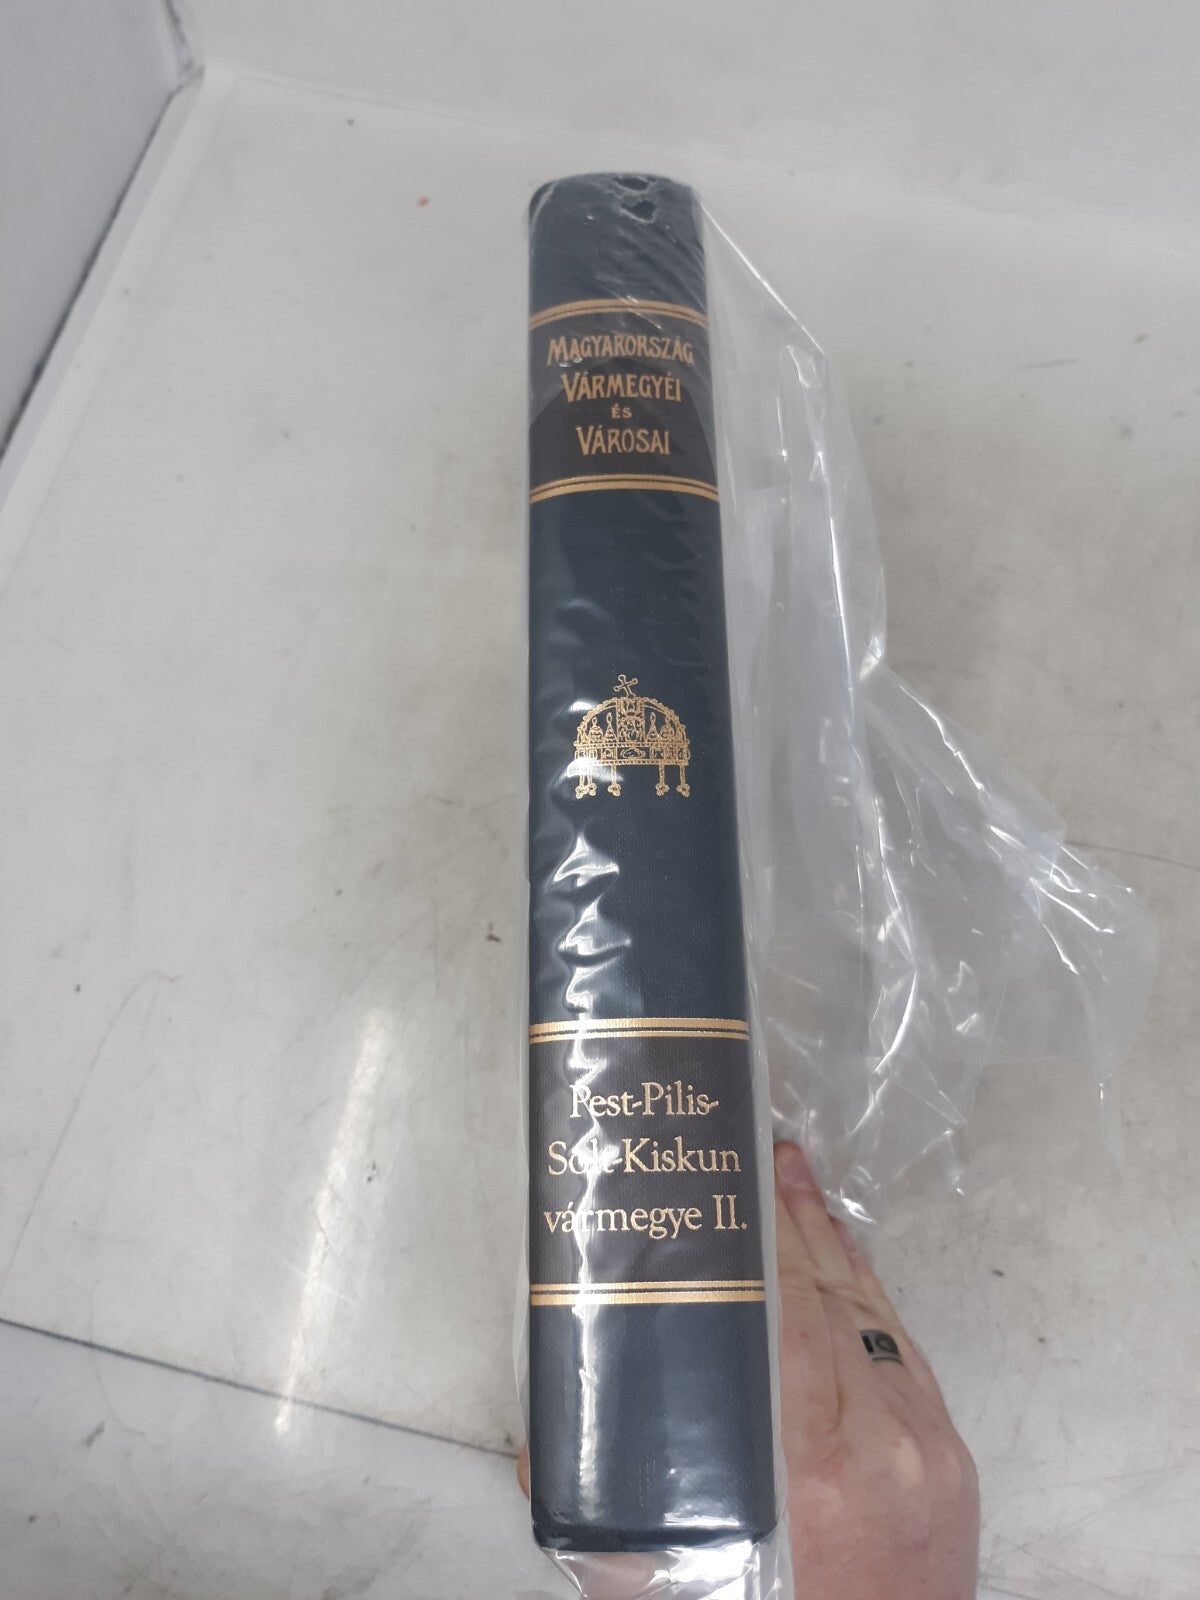 MAGYARORSZÁG
VÁRMEGYÉI
ÉS
VÁROSAI
Pest-Pilis-
Solt-Kiskun
vármegye II.